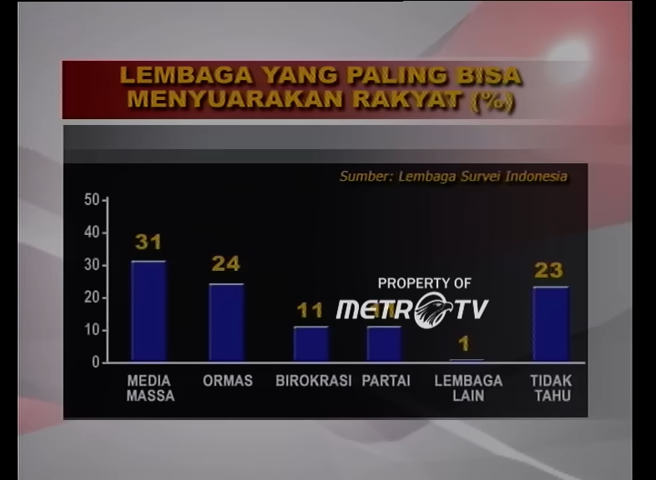 LEMBAGA YANG PALING BISA
MENYUARAKAN RAKYAT (%)
Sumber: Lembaga Survei Indonesia
50
40
30
20
10
0
31
24
11
11
1
23
PROPERTY OF
METRO TV
MEDIA
MASSA
ORMAS
BIROKRASI
PARTAI
LEMBAGA
LAIN
TIDAK
TAHU